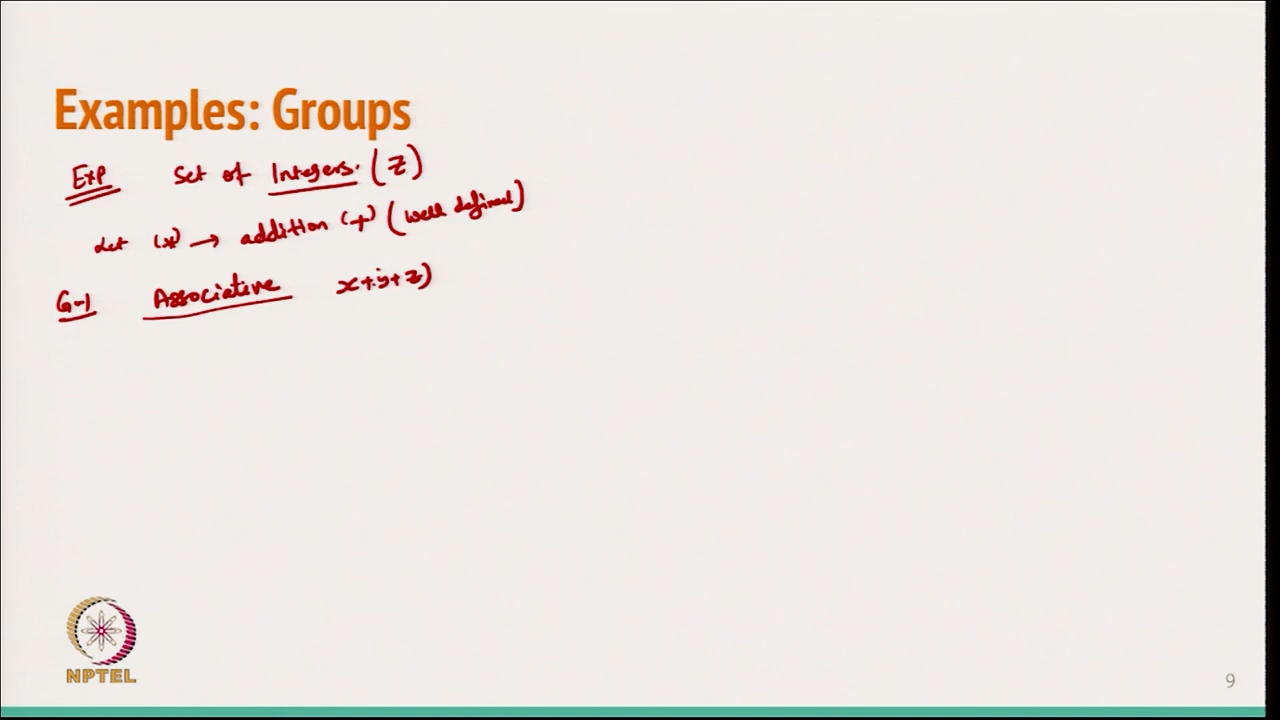 Examples: Groups
Exp Set of Integers. (Z)
Let (*) → addition (+) (well defined)
G-1 Associative x+(y+z)
NPTEL
9